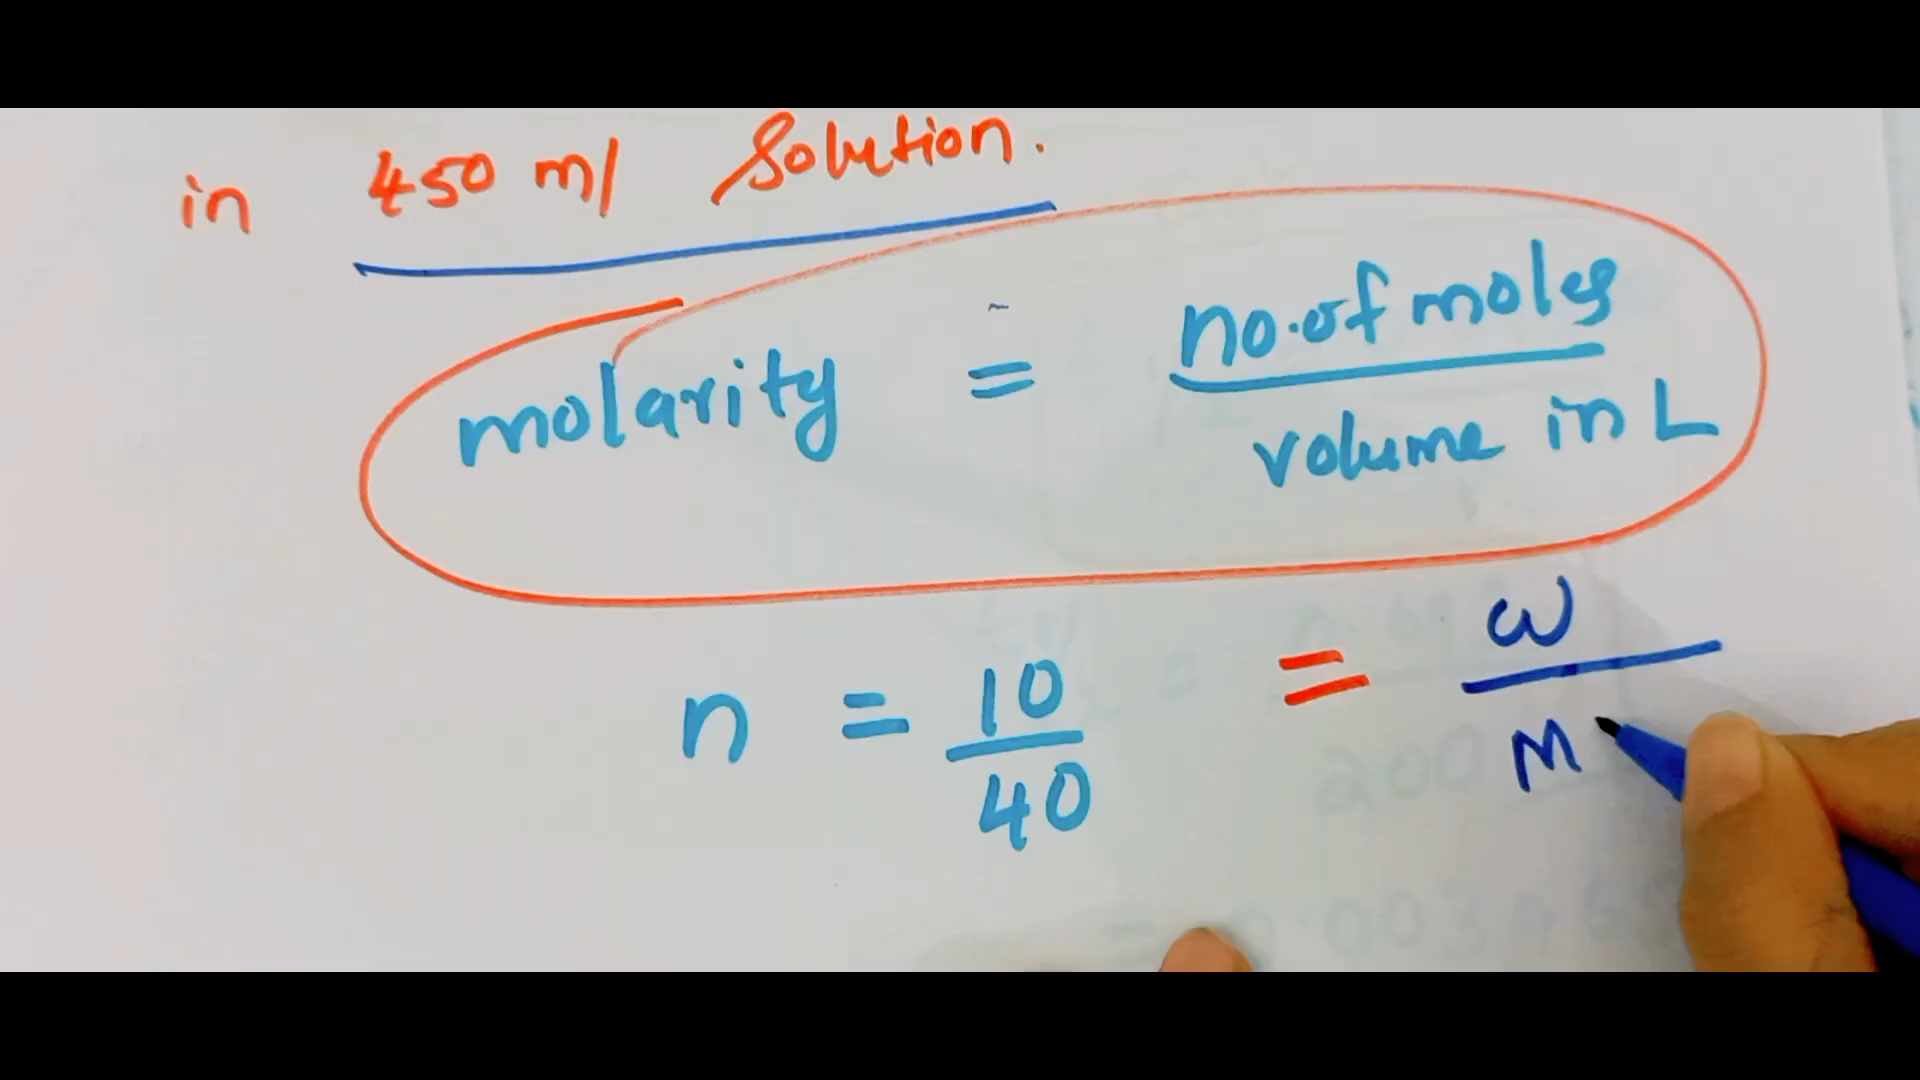 in 450 ml Solution.
molarity = no. of moles / volume in L
n = 10 / 40 = W / M